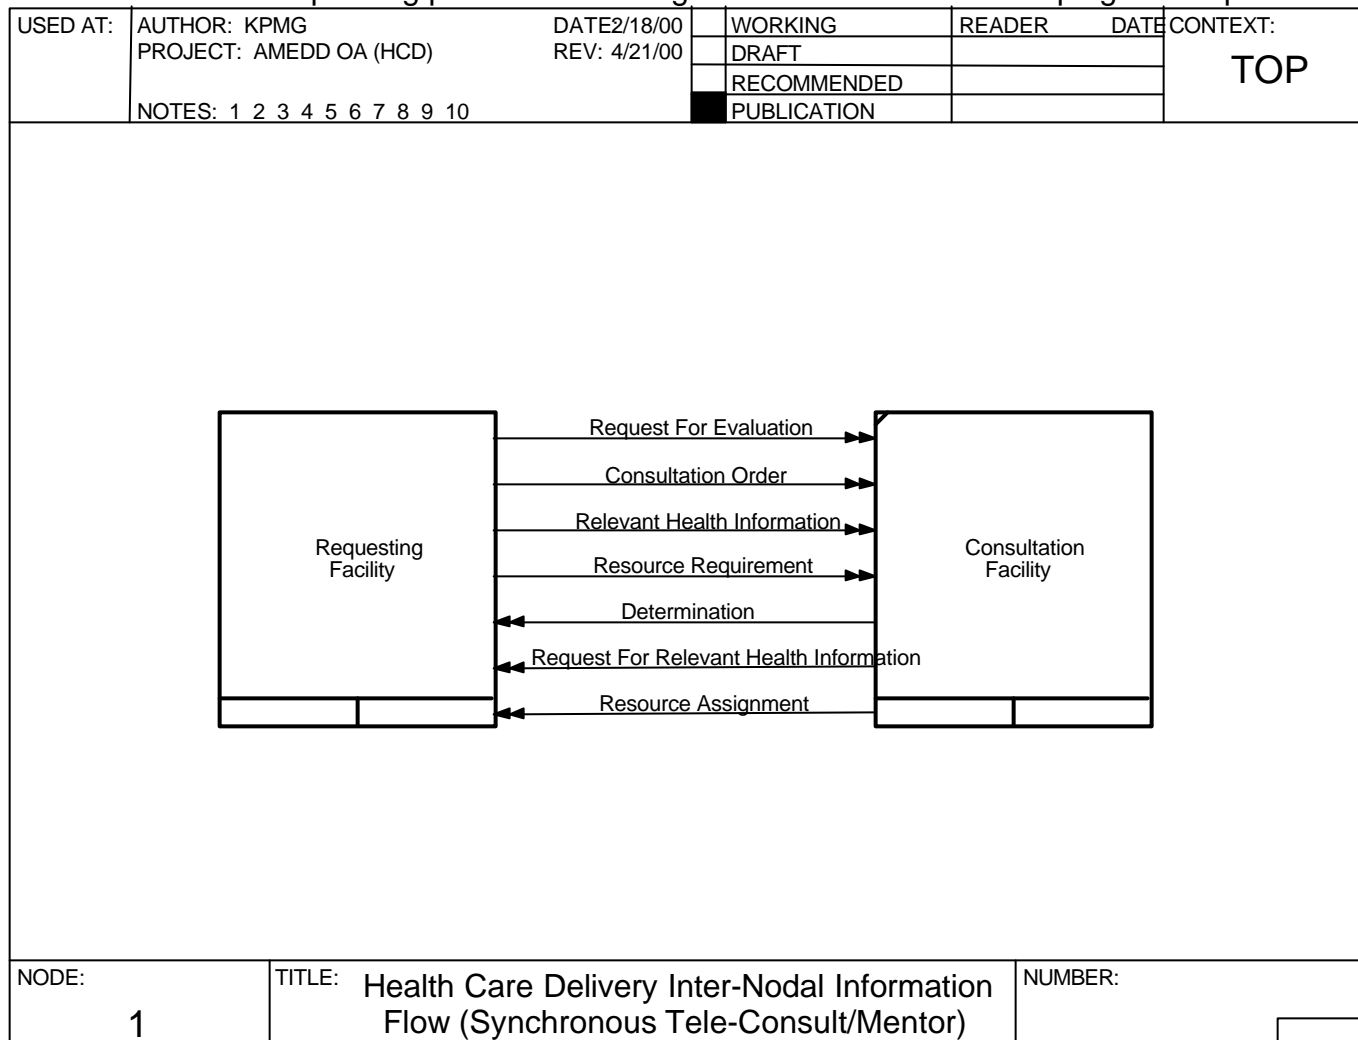 USED AT: AUTHOR: KPMG DATE2/18/00 WORKING READER DATE CONTEXT:
PROJECT: AMEDD OA (HCD) REV: 4/21/00 DRAFT
TOP
RECOMMENDED
NOTES: 1 2 3 4 5 6 7 8 9 10 PUBLICATION
Request For Evaluation
Consultation Order
Relevant Health Information
Requesting
Facility
Consultation
Facility
Resource Requirement
Determination
Request For Relevant Health Information
Resource Assignment
NODE: TITLE: Health Care Delivery Inter-Nodal Information NUMBER:
1 Flow (Synchronous Tele-Consult/Mentor)